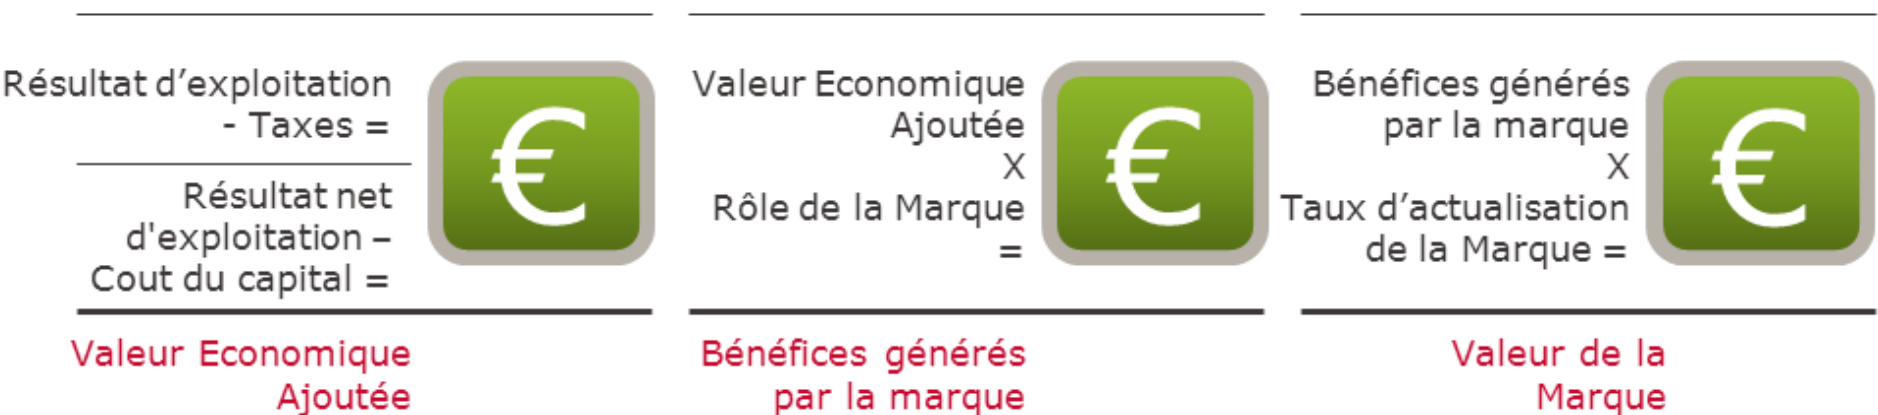 Résultat d’exploitation
- Taxes =
Résultat net
d'exploitation –
Cout du capital =
€
Valeur Economique
Ajoutée
Valeur Economique
Ajoutée
X
Rôle de la Marque
=
€
Bénéfices générés
par la marque
Bénéfices générés
par la marque
X
Taux d’actualisation
de la Marque =
€
Valeur de la
Marque